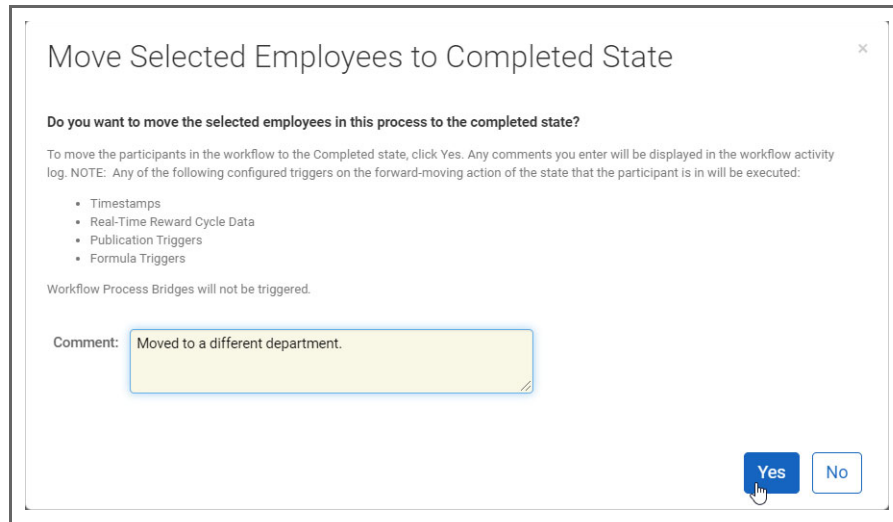 Move Selected Employees to Completed State
×
Do you want to move the selected employees in this process to the completed state?
To move the participants in the workflow to the Completed state, click Yes. Any comments you enter will be displayed in the workflow activity
log. NOTE: Any of the following configured triggers on the forward-moving action of the state that the participant is in will be executed:
• Timestamps
• Real-Time Reward Cycle Data
• Publication Triggers
• Formula Triggers
Workflow Process Bridges will not be triggered.
Comment: Moved to a different department.
Yes No